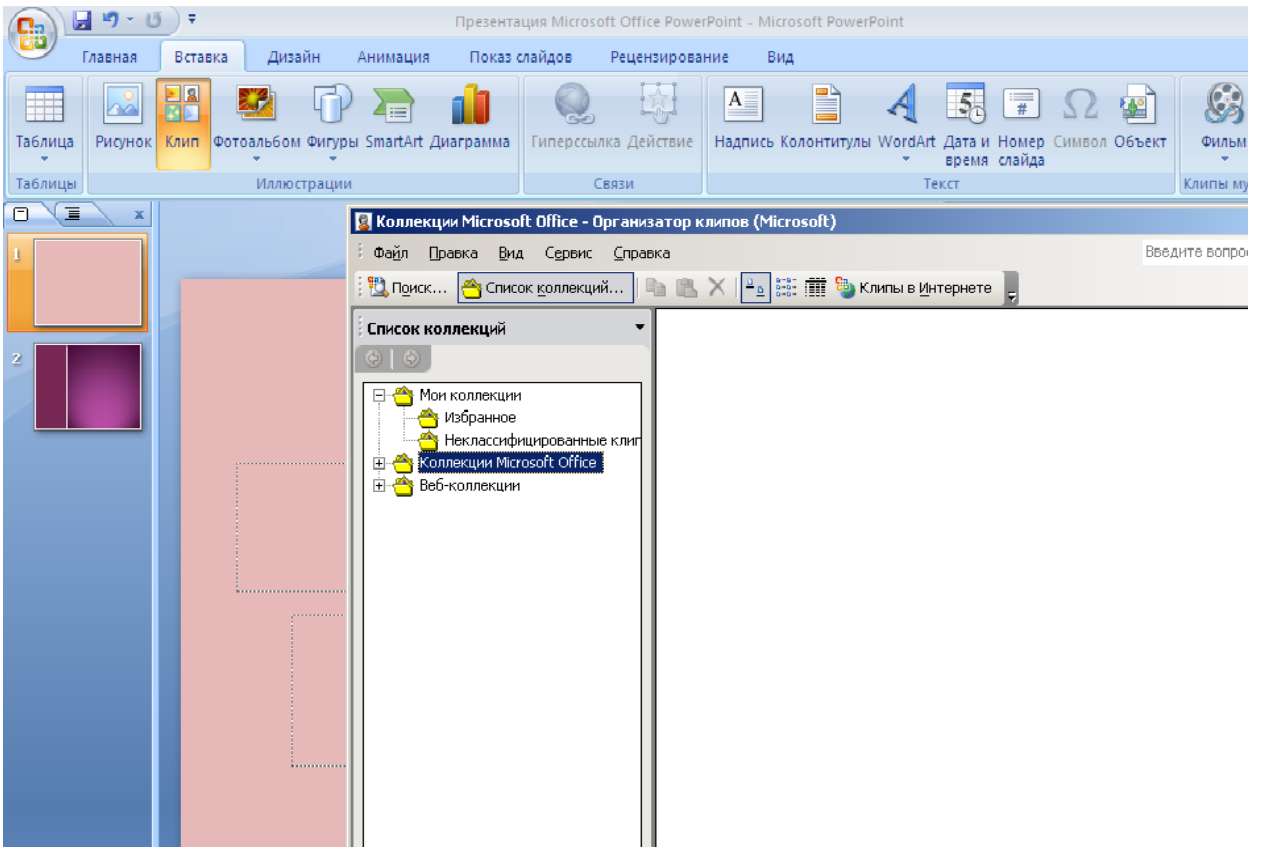 Презентация Microsoft Office PowerPoint - Microsoft PowerPoint
Главная Вставка Дизайн Анимация Показ слайдов Рецензирование Вид
Таблица Рисунок Клип Фотоальбом Фигуры SmartArt Диаграмма Гиперссылка Действие Надпись Колонтитулы WordArt Дата и время Номер слайда Символ Объект Фильм
Таблицы Иллюстрации Связи Текст Клипы му
1
2
Коллекции Microsoft Office - Организатор клипов (Microsoft)
Файл Правка Вид Сервис Справка Введите вопро
Поиск... Список коллекций... Клипы в Интернете
Список коллекций
Мои коллекции
Избранное
Неклассифицированные клип
Коллекции Microsoft Office
Веб-коллекции